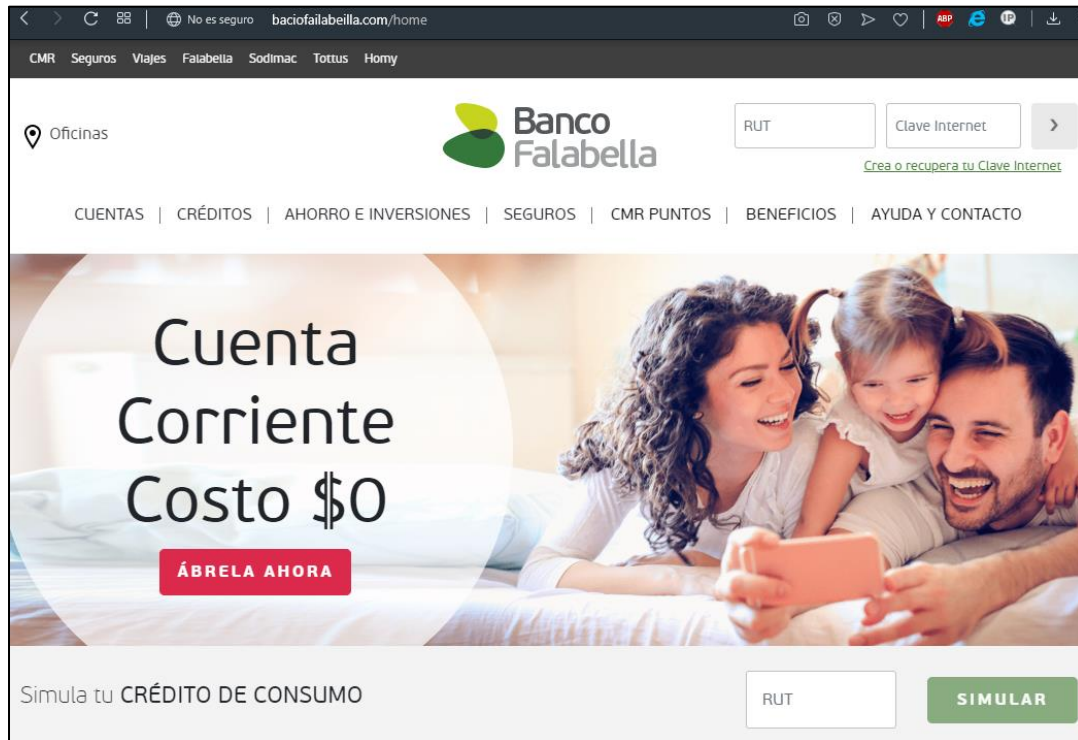 No es seguro baciofailabeilla.com/home
ABP
IP
CMR Seguros Viajes Falabella Sodimac Tottus Homy
Oficinas
Banco
Falabella
RUT
Clave Internet
Crea o recupera tu Clave Internet
CUENTAS | CRÉDITOS | AHORRO E INVERSIONES | SEGUROS | CMR PUNTOS | BENEFICIOS | AYUDA Y CONTACTO
Cuenta
Corriente
Costo $0
ÁBRELA AHORA
Simula tu CRÉDITO DE CONSUMO
RUT
SIMULAR